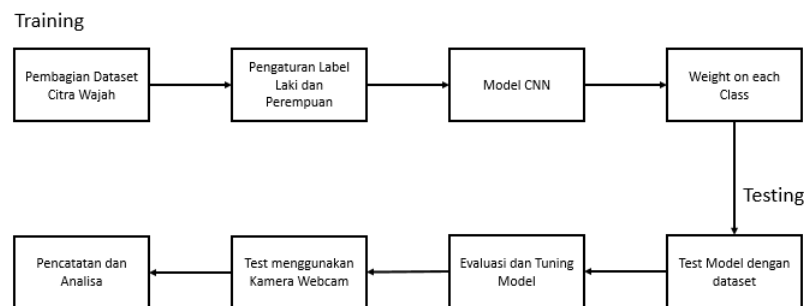 Training
Pembagian Dataset
Citra Wajah
Pengaturan Label
Laki dan
Perempuan
Model CNN
Weight on each
Class
Testing
Test Model dengan
dataset
Evaluasi dan Tuning
Model
Test menggunakan
Kamera Webcam
Pencatatan dan
Analisa